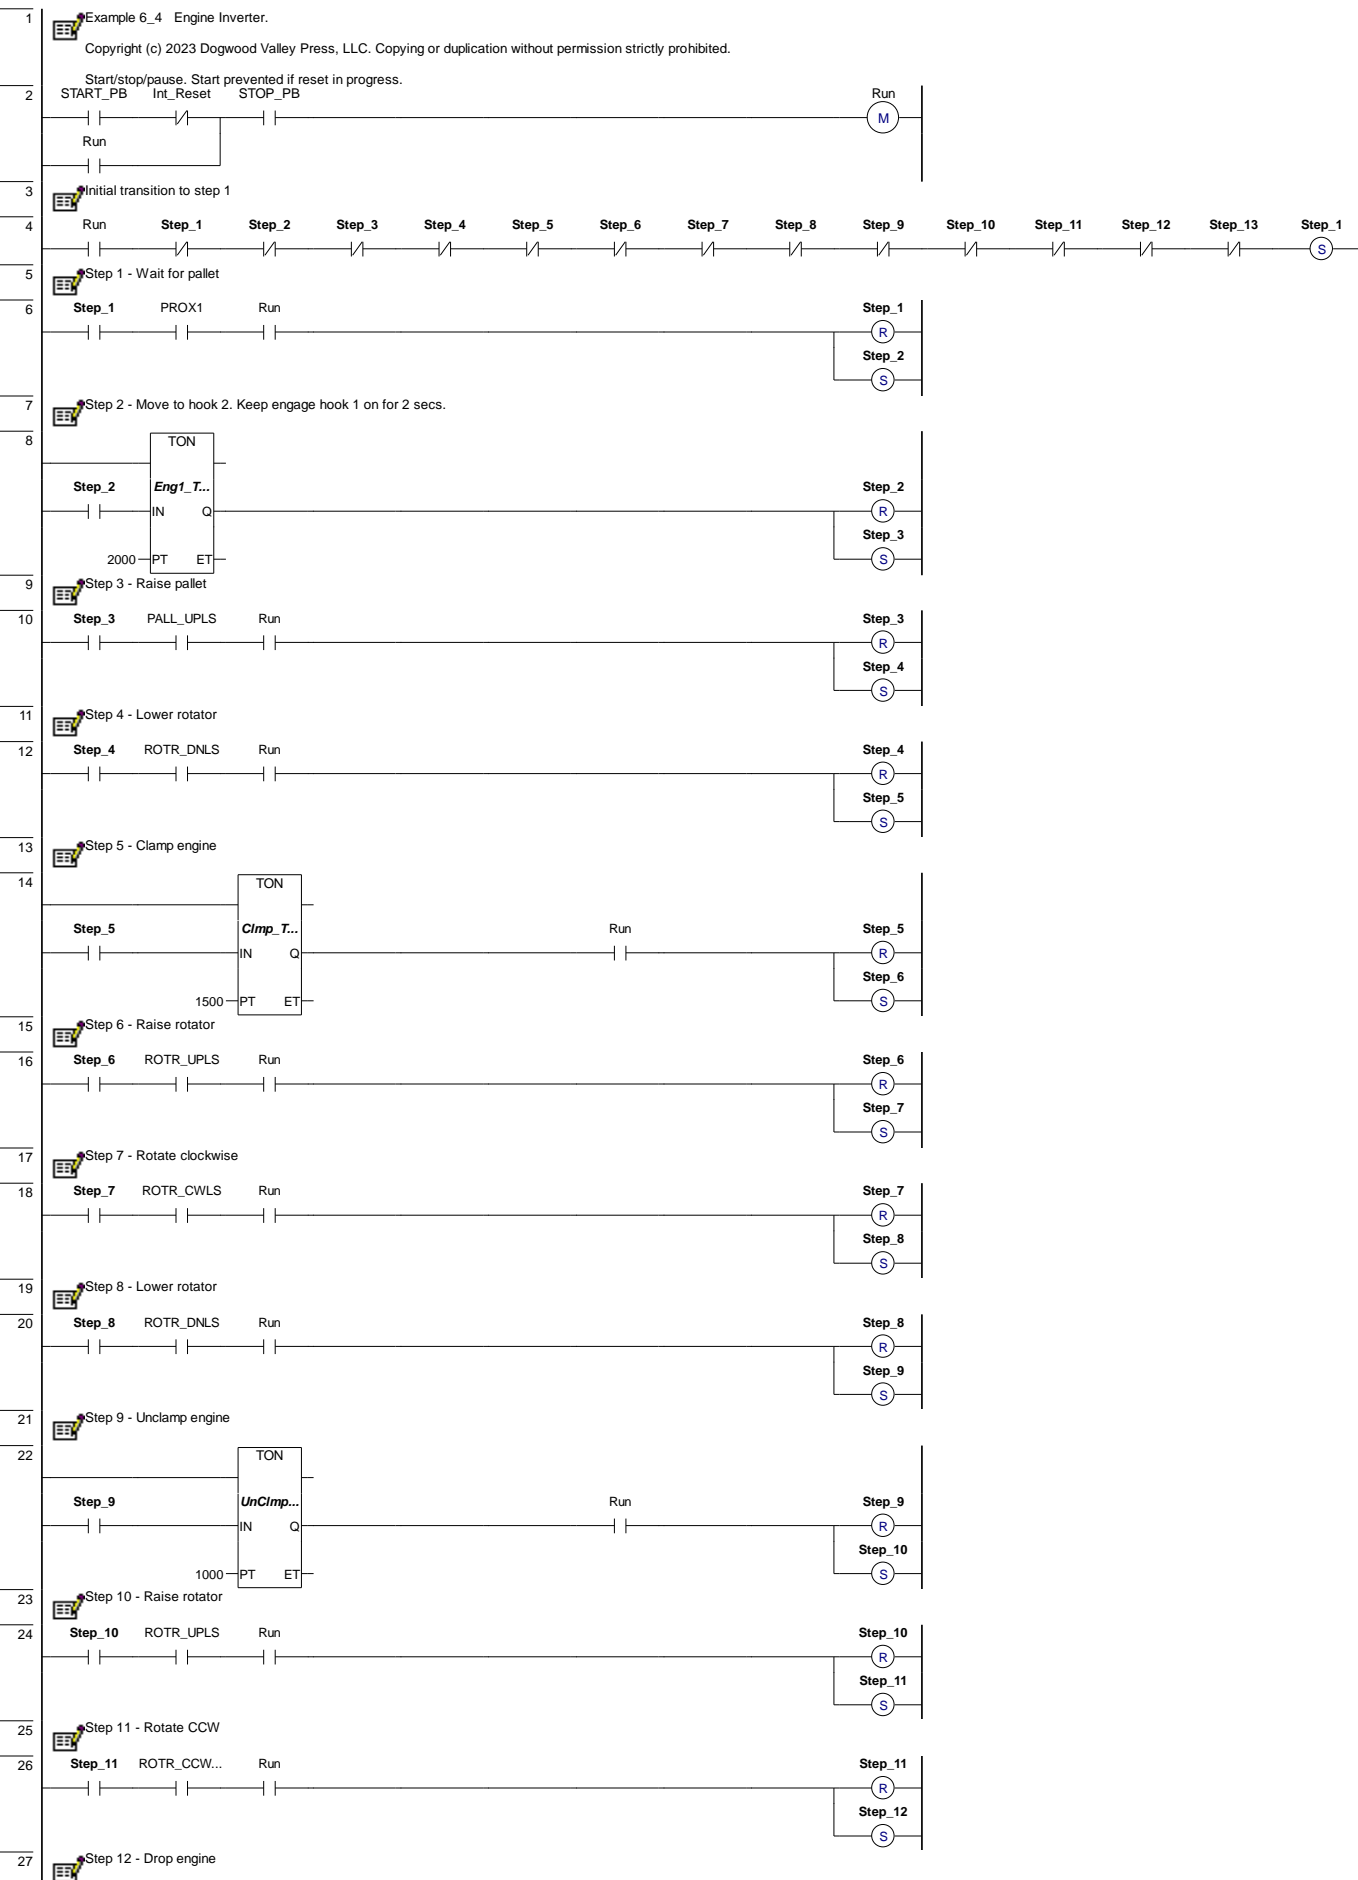 1
Example 6_4 Engine Inverter.
Copyright (c) 2023 Dogwood Valley Press, LLC. Copying or duplication without permission strictly prohibited.
Start/stop/pause. Start prevented if reset in progress.
2
START_PB Int_Reset STOP_PB Run
M
Run
3
Initial transition to step 1
4
Run Step_1 Step_2 Step_3 Step_4 Step_5 Step_6 Step_7 Step_8 Step_9 Step_10 Step_11 Step_12 Step_13 Step_1
S
5
Step 1 - Wait for pallet
6
Step_1 PROX1 Run Step_1
R
Step_2
S
7
Step 2 - Move to hook 2. Keep engage hook 1 on for 2 secs.
8
TON
Step_2 Eng1_T... Step_2
IN Q R
Step_3
2000 PT ET S
9
Step 3 - Raise pallet
10
Step_3 PALL_UPLS Run Step_3
R
Step_4
S
11
Step 4 - Lower rotator
12
Step_4 ROTR_DNLS Run Step_4
R
Step_5
S
13
Step 5 - Clamp engine
14
TON
Step_5 Clmp_T... Run Step_5
IN Q R
Step_6
1500 PT ET S
15
Step 6 - Raise rotator
16
Step_6 ROTR_UPLS Run Step_6
R
Step_7
S
17
Step 7 - Rotate clockwise
18
Step_7 ROTR_CWLS Run Step_7
R
Step_8
S
19
Step 8 - Lower rotator
20
Step_8 ROTR_DNLS Run Step_8
R
Step_9
S
21
Step 9 - Unclamp engine
22
TON
Step_9 UnClmp... Run Step_9
IN Q R
Step_10
1000 PT ET S
23
Step 10 - Raise rotator
24
Step_10 ROTR_UPLS Run Step_10
R
Step_11
S
25
Step 11 - Rotate CCW
26
Step_11 ROTR_CCW... Run Step_11
R
Step_12
S
27
Step 12 - Drop engine